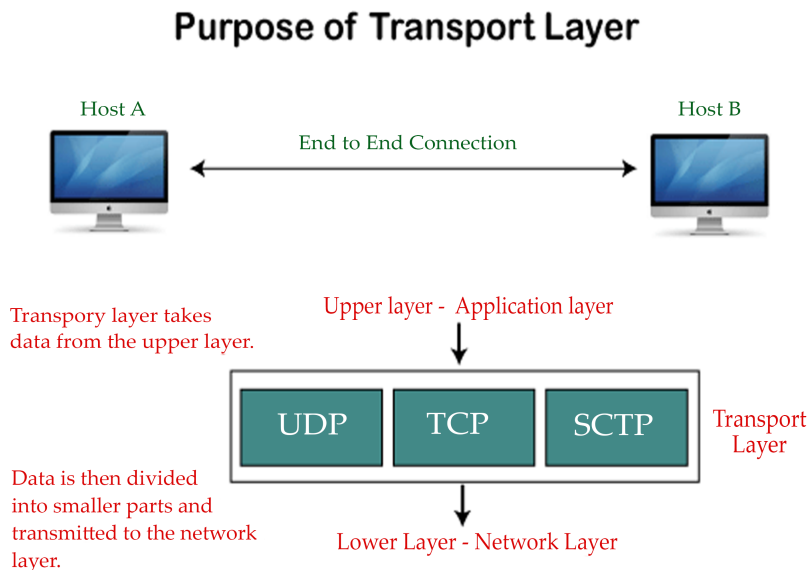 Purpose of Transport Layer
Host A
Host B
End to End Connection
Upper layer - Application layer
Transpory layer takes
data from the upper layer.
UDP
TCP
SCTP
Transport
Layer
Data is then divided
into smaller parts and
transmitted to the network
layer.
Lower Layer - Network Layer